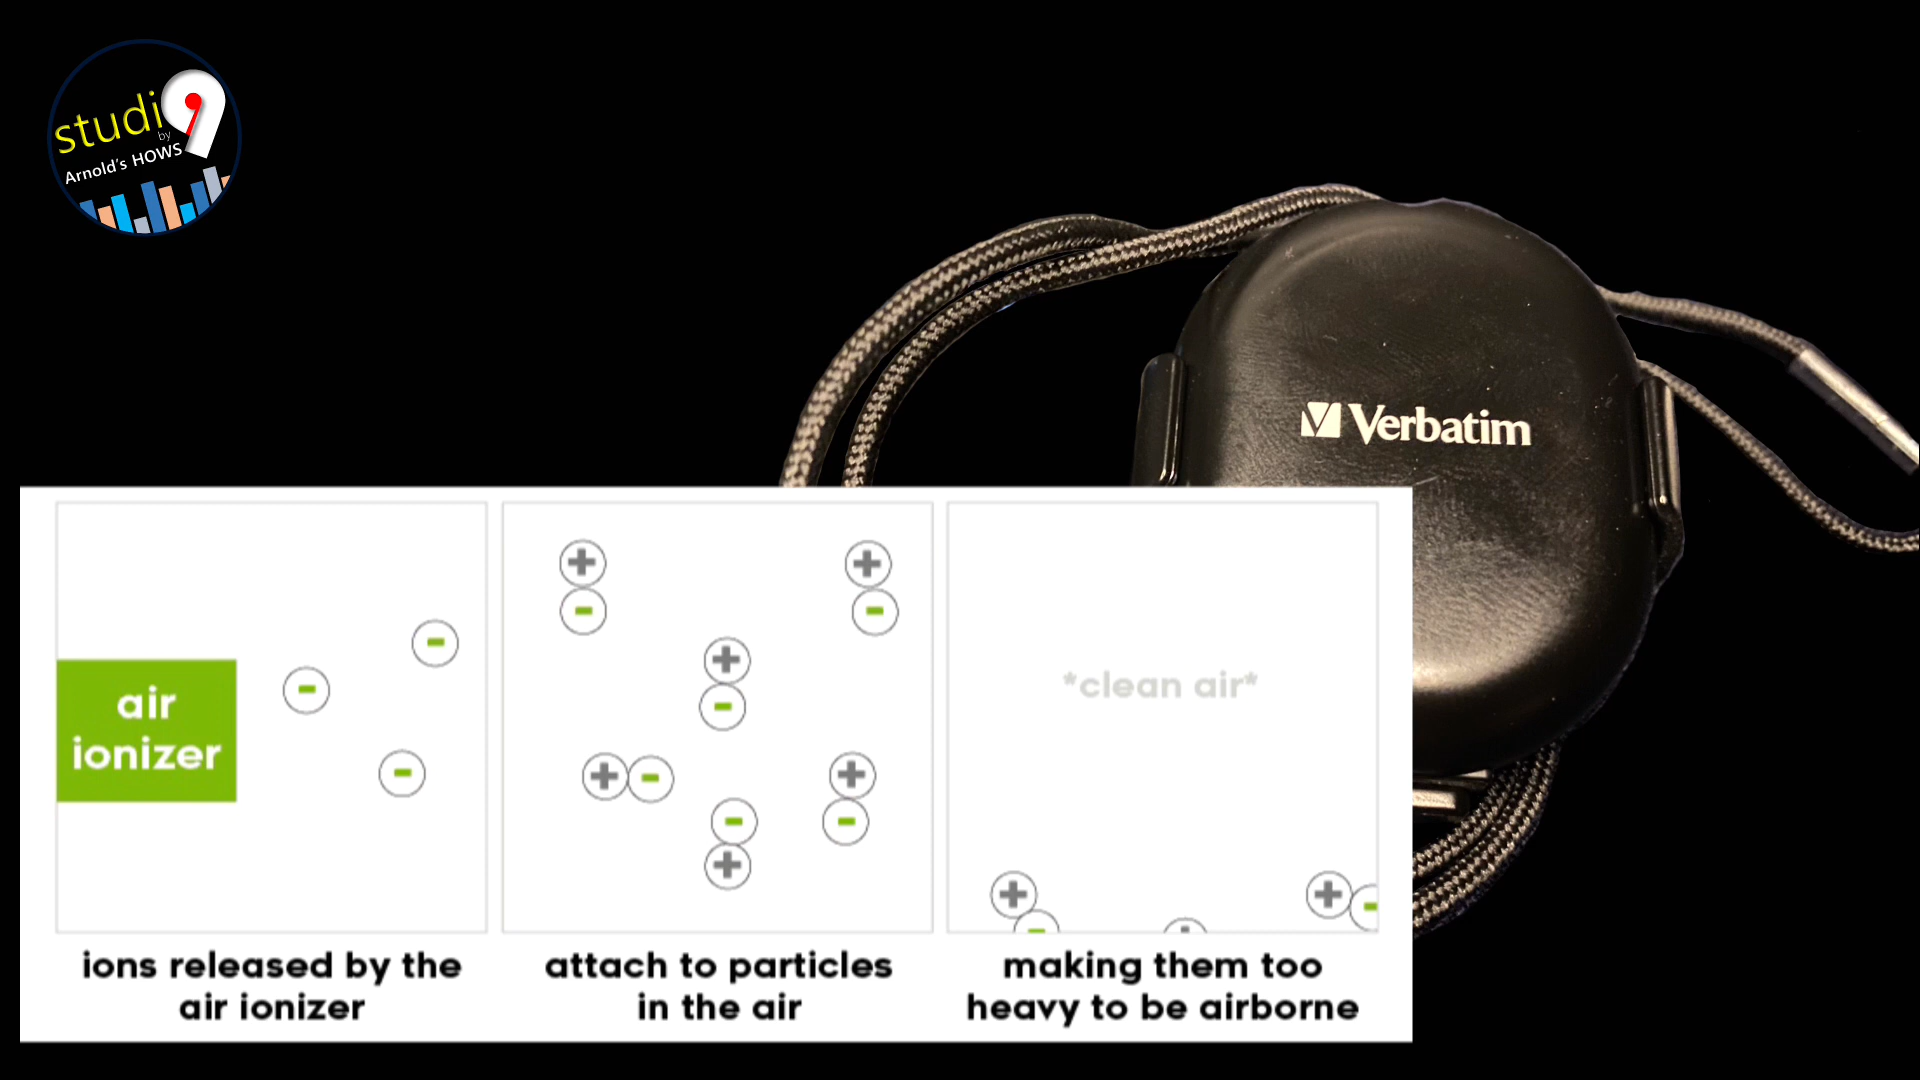 studi9
by
Arnold's HOWS
Verbatim
air
ionizer
*clean air*
ions released by the
air ionizer
attach to particles
in the air
making them too
heavy to be airborne